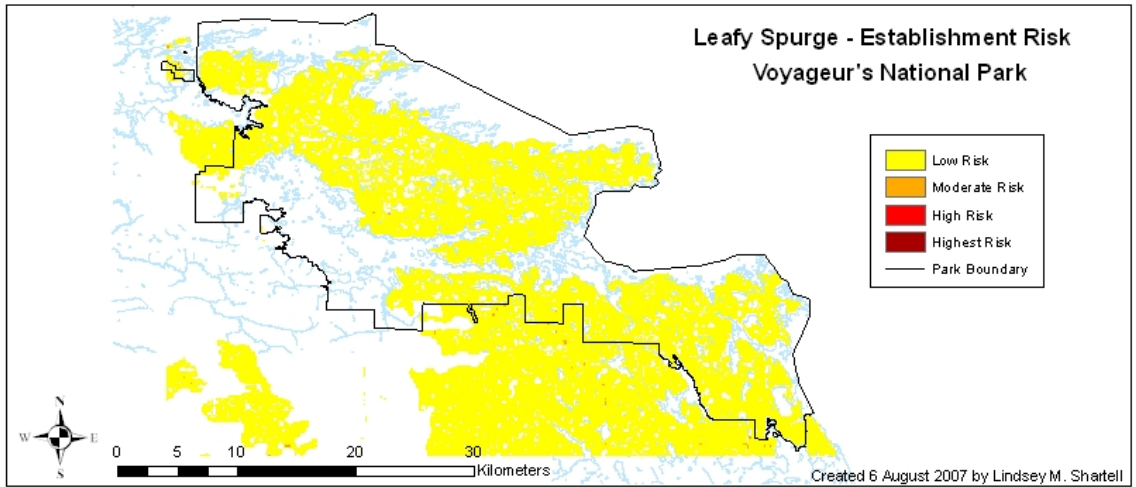 Leafy Spurge - Establishment Risk
Voyageur's National Park
Low Risk
Moderate Risk
High Risk
Highest Risk
Park Boundary
N
W E
S
0 5 10 20 30
Kilometers
Created 6 August 2007 by Lindsey M. Shartell